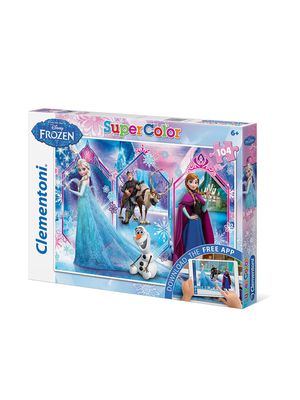 Disney
FROZEN
SuperColor
6+
104
Clementoni
DOWNLOAD THE FREE APP